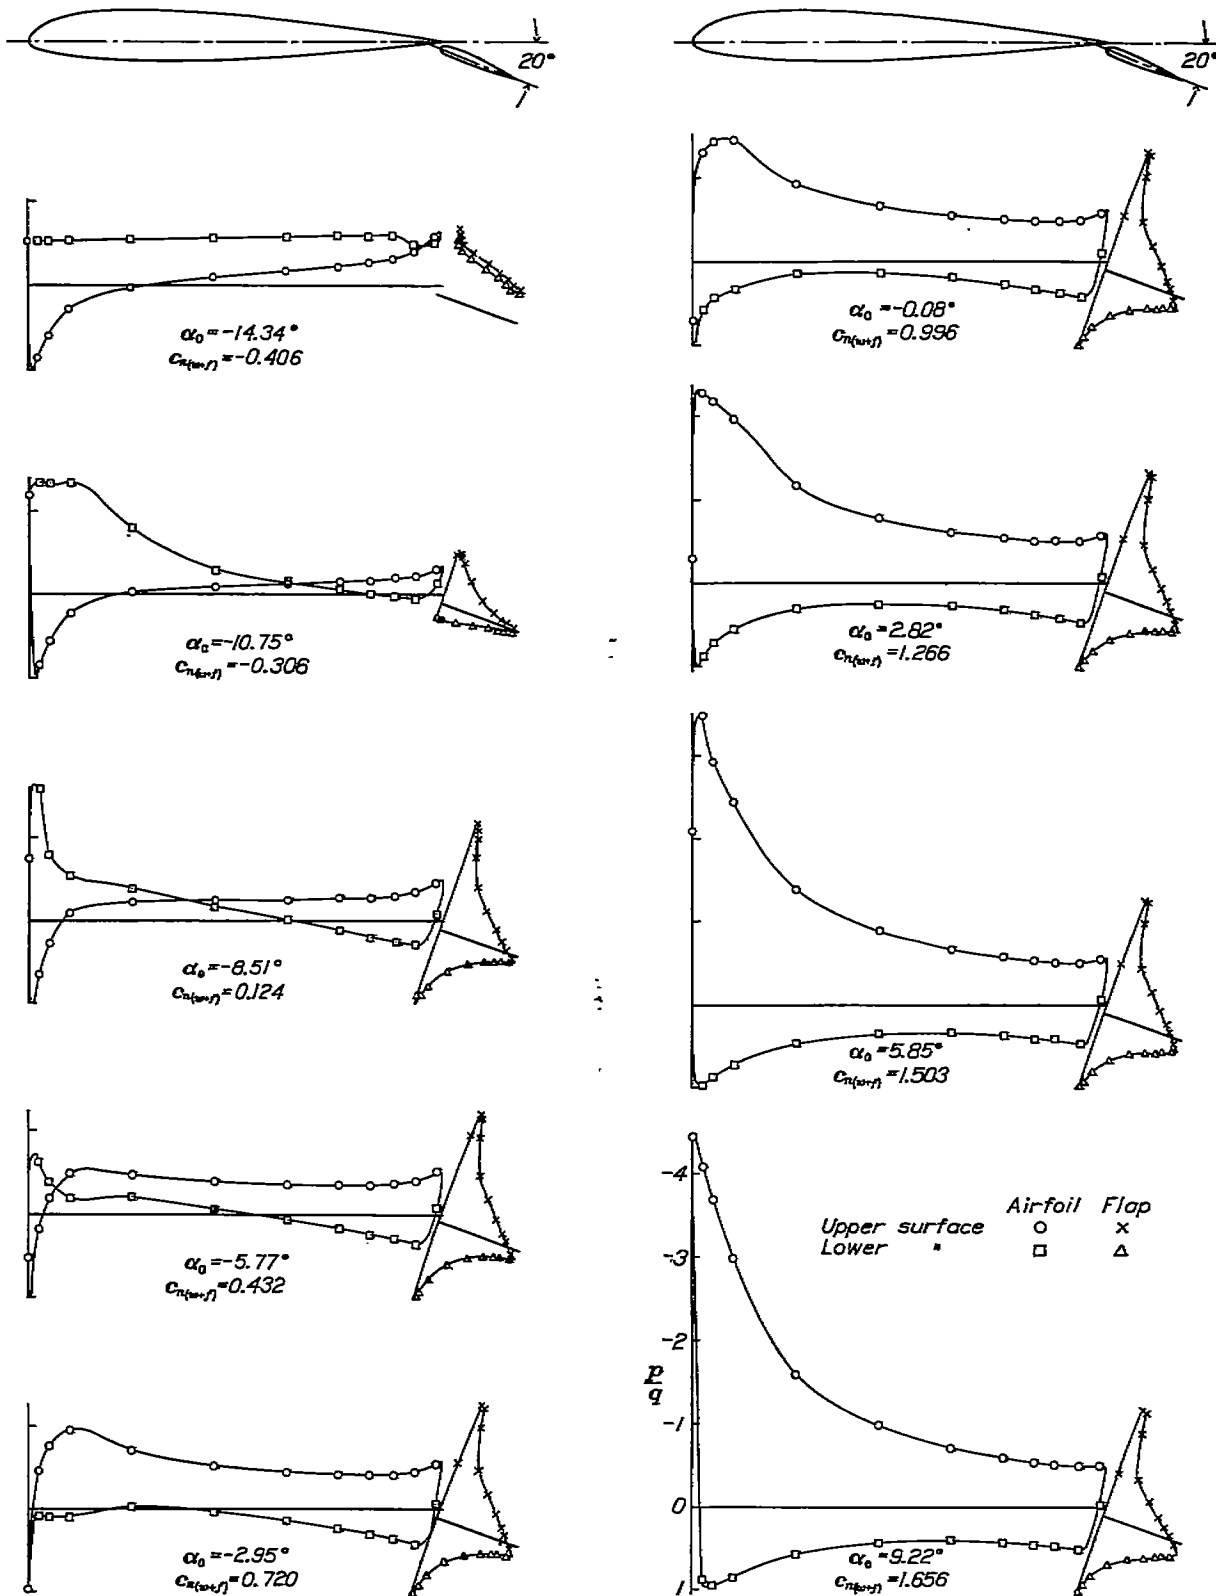 20°
20°
α₀=-14.34°
cₙ₍w+f₎=-0.406
α₀=-10.75°
cₙ₍w+f₎=-0.306
α₀=-8.51°
cₙ₍w+f₎=0.124
α₀=-5.77°
cₙ₍w+f₎=0.432
α₀=-2.95°
cₙ₍w+f₎=0.720
α₀=-0.08°
cₙ₍w+f₎=0.996
α₀=2.82°
cₙ₍w+f₎=1.266
α₀=5.85°
cₙ₍w+f₎=1.503
-4
Airfoil Flap
Upper surface ○ ×
Lower " □ △
-3
-2
p/q
-1
0
1
α₀=9.22°
cₙ₍w+f₎=1.656